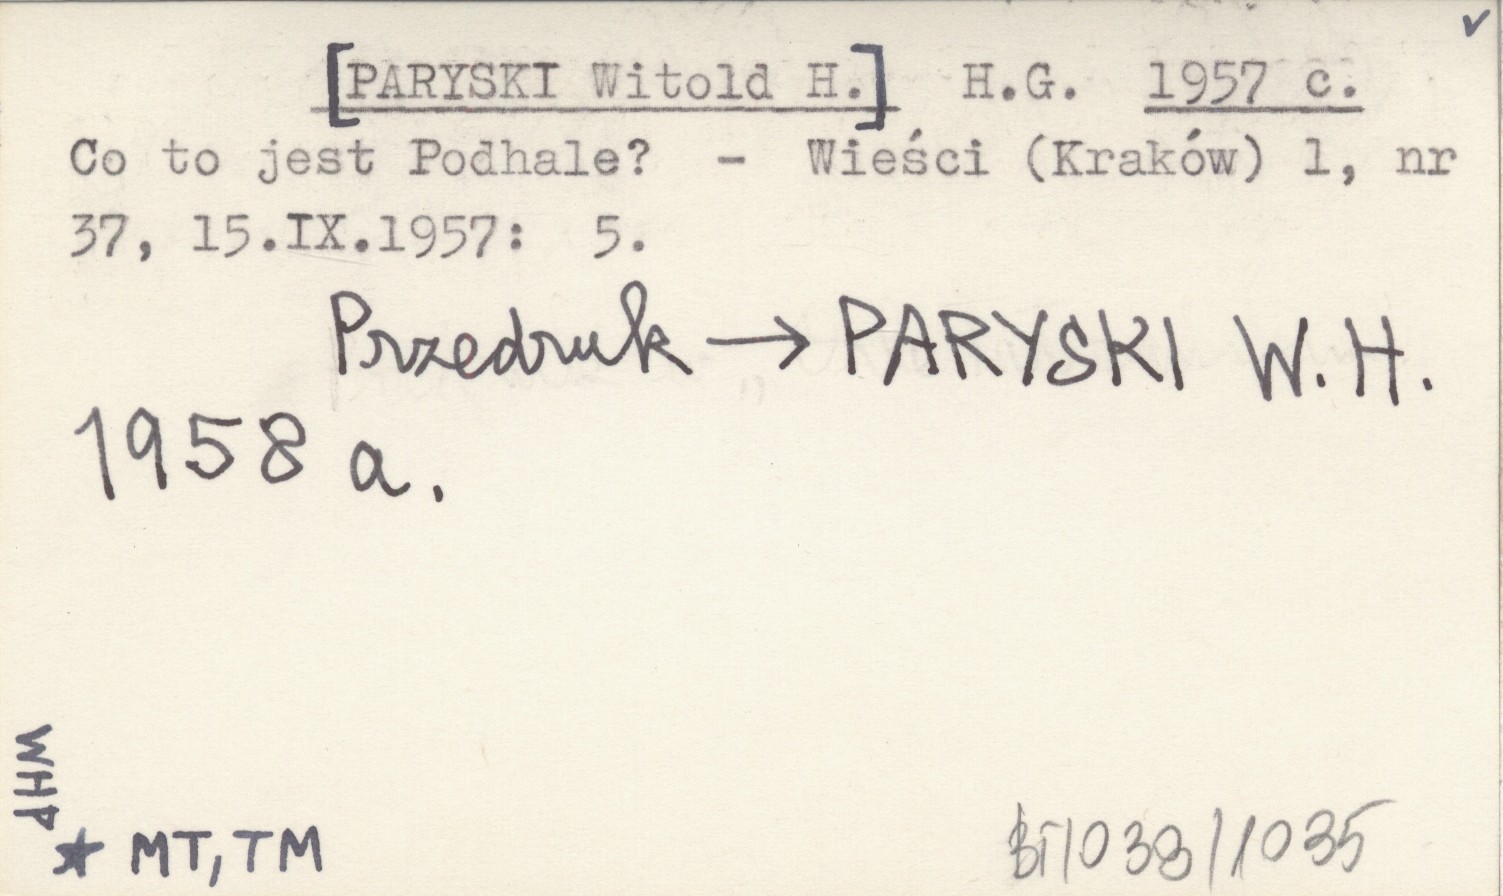 [PARYSKI Witold H.] H.G. 1957 c.
Co to jest Podhale? - Wieści (Kraków) 1, nr
37, 15.IX.1957: 5.
Przedruk → PARYSKI W.H.
1958 a.
WHP
★ MT, TM
BT/038/1035